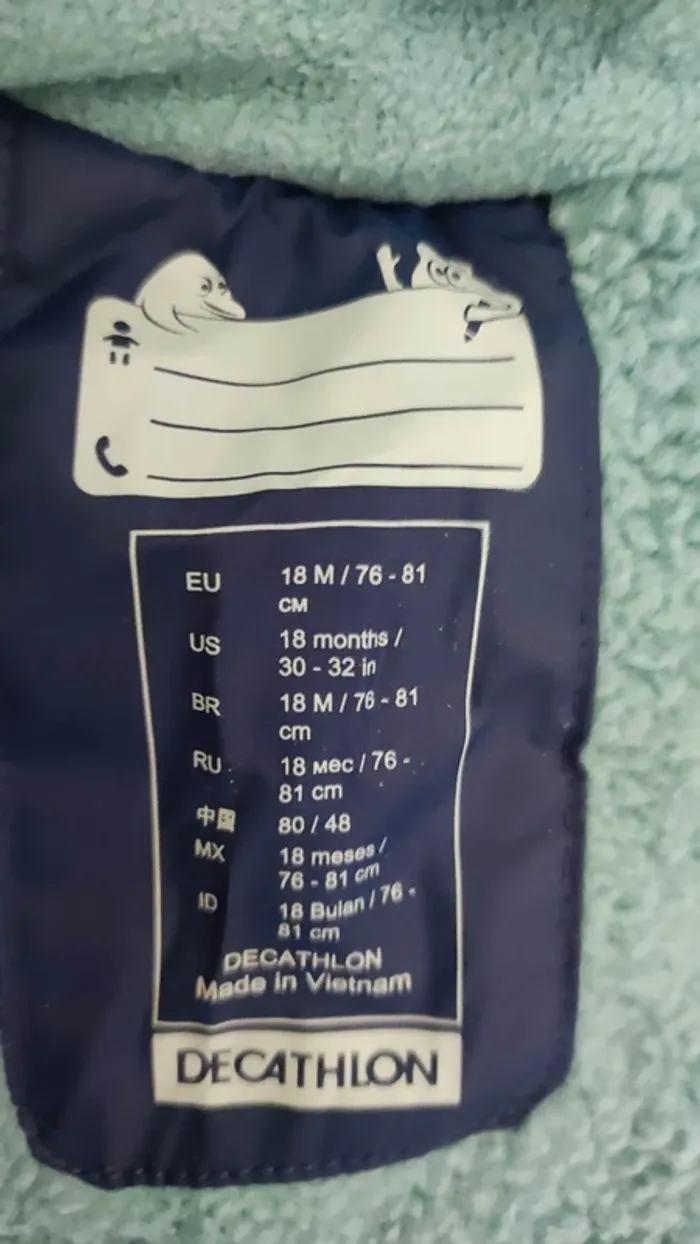 EU 18 M / 76 - 81
CM
US 18 months /
30 - 32 in
BR 18 M / 76 - 81
cm
RU 18 мес / 76 -
81 cm
中国 80 / 48
MX 18 meses /
76 - 81 cm
ID 18 Bulan / 76 -
81 cm
DECATHLON
Made in Vietnam
DECATHLON